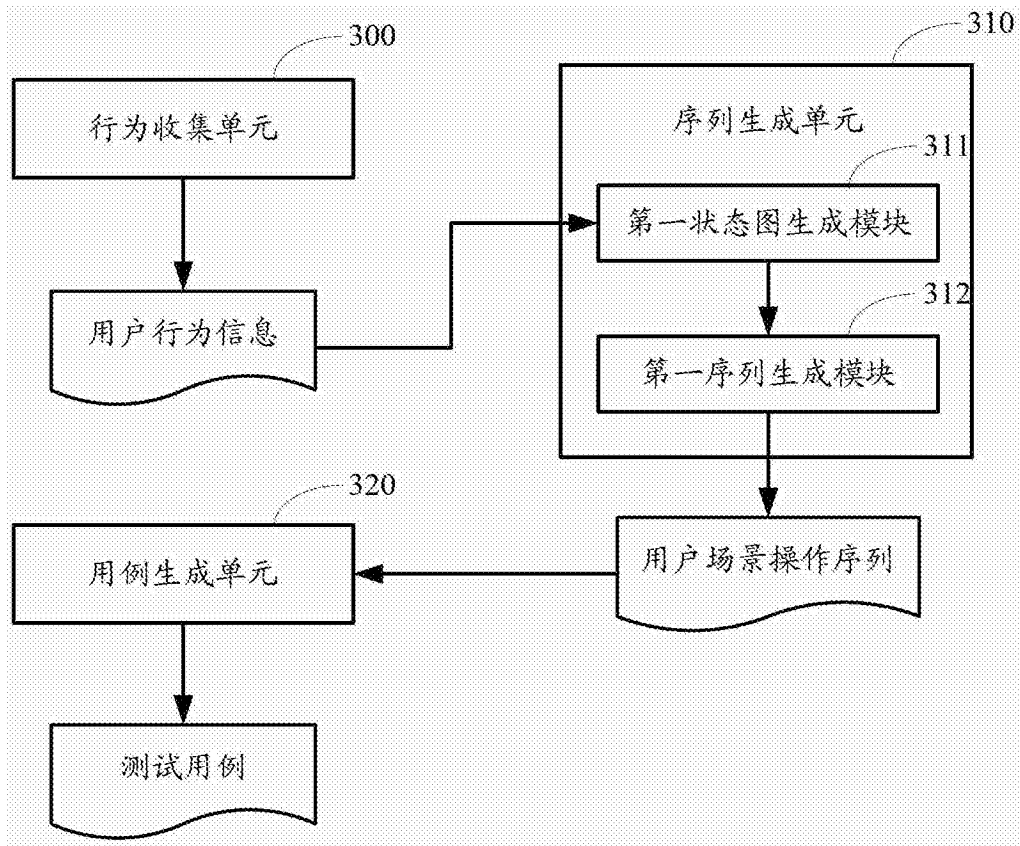 300
行为收集单元
用户行为信息
310
序列生成单元
311
第一状态图生成模块
312
第一序列生成模块
用户场景操作序列
320
用例生成单元
测试用例